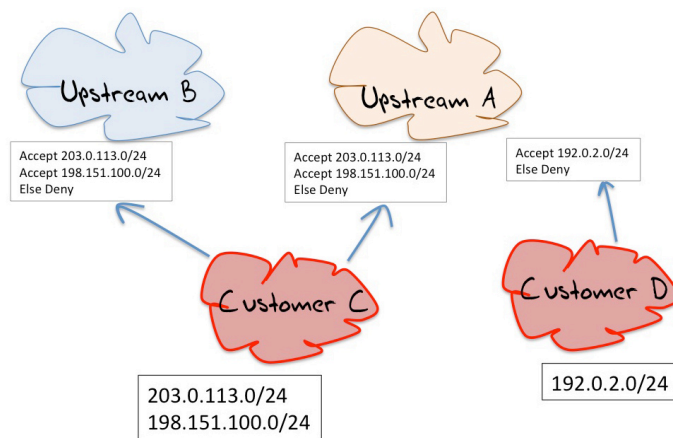 Upstream B
Upstream A
Accept 203.0.113.0/24
Accept 198.151.100.0/24
Else Deny
Accept 203.0.113.0/24
Accept 198.151.100.0/24
Else Deny
Accept 192.0.2.0/24
Else Deny
Customer C
Customer D
203.0.113.0/24
198.151.100.0/24
192.0.2.0/24